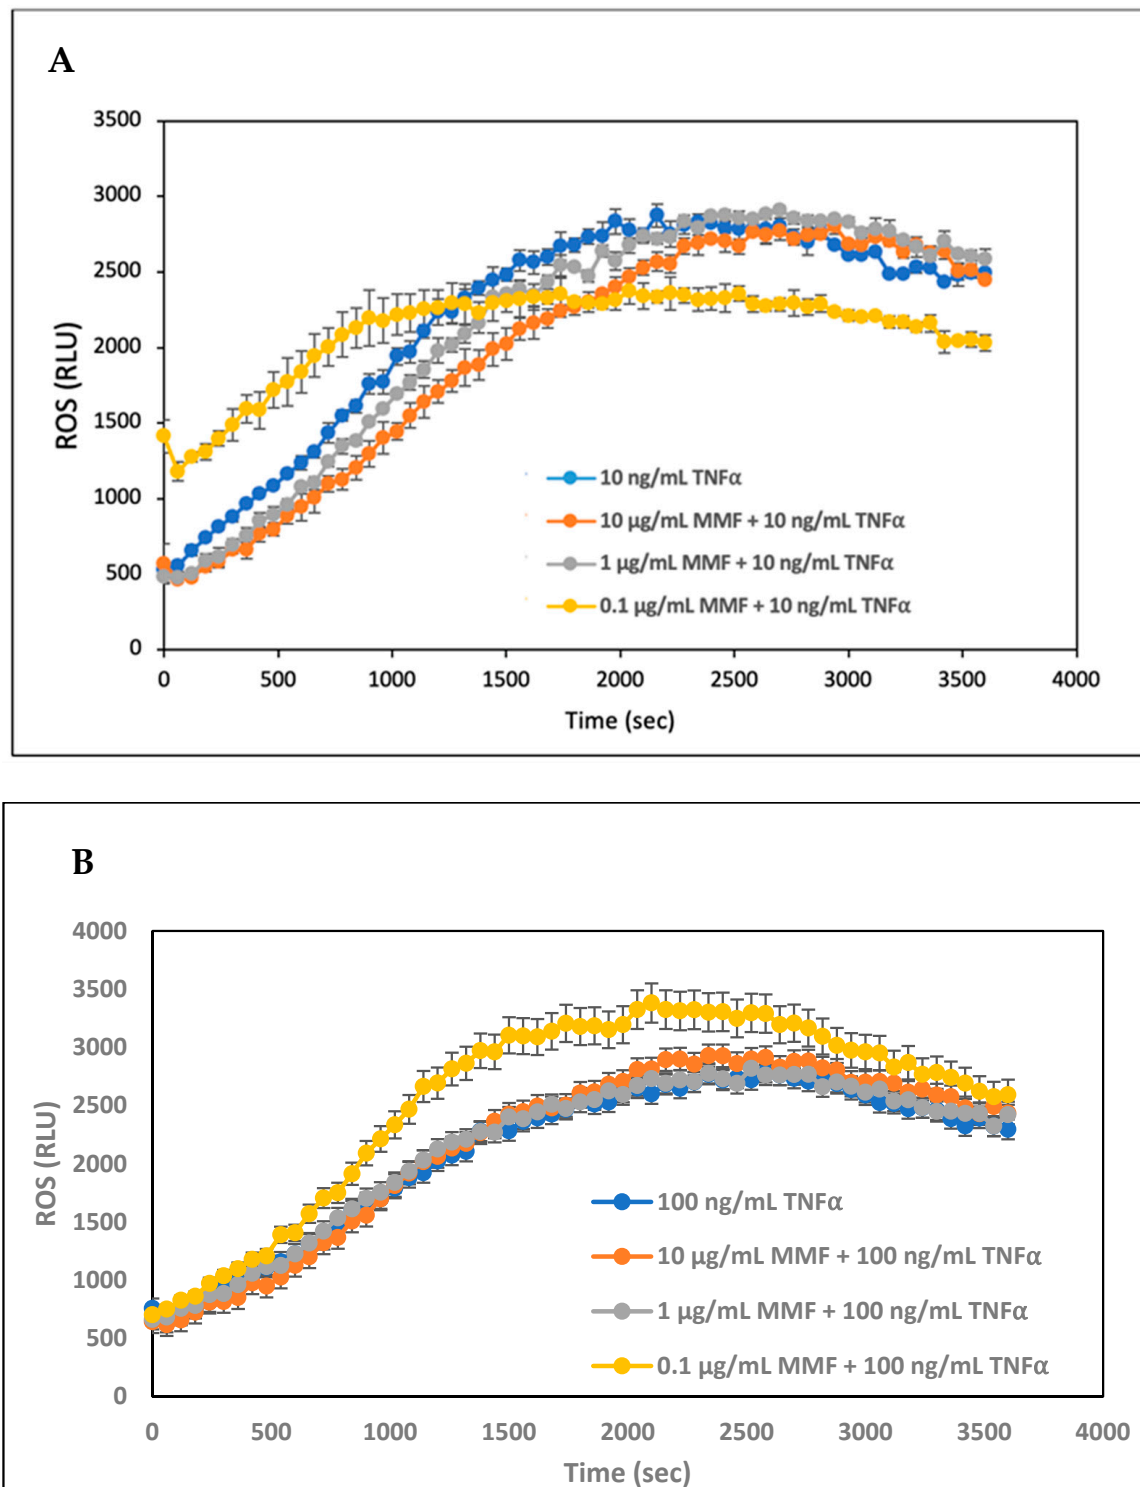 A
3500
3000
2500
2000
1500
1000
500
0
ROS (RLU)
10 ng/mL TNFα
10 µg/mL MMF + 10 ng/mL TNFα
1 µg/mL MMF + 10 ng/mL TNFα
0.1 µg/mL MMF + 10 ng/mL TNFα
0 500 1000 1500 2000 2500 3000 3500 4000
Time (sec)
B
4000
3500
3000
2500
2000
1500
1000
500
0
ROS (RLU)
100 ng/mL TNFα
10 µg/mL MMF + 100 ng/mL TNFα
1 µg/mL MMF + 100 ng/mL TNFα
0.1 µg/mL MMF + 100 ng/mL TNFα
0 500 1000 1500 2000 2500 3000 3500 4000
Time (sec)